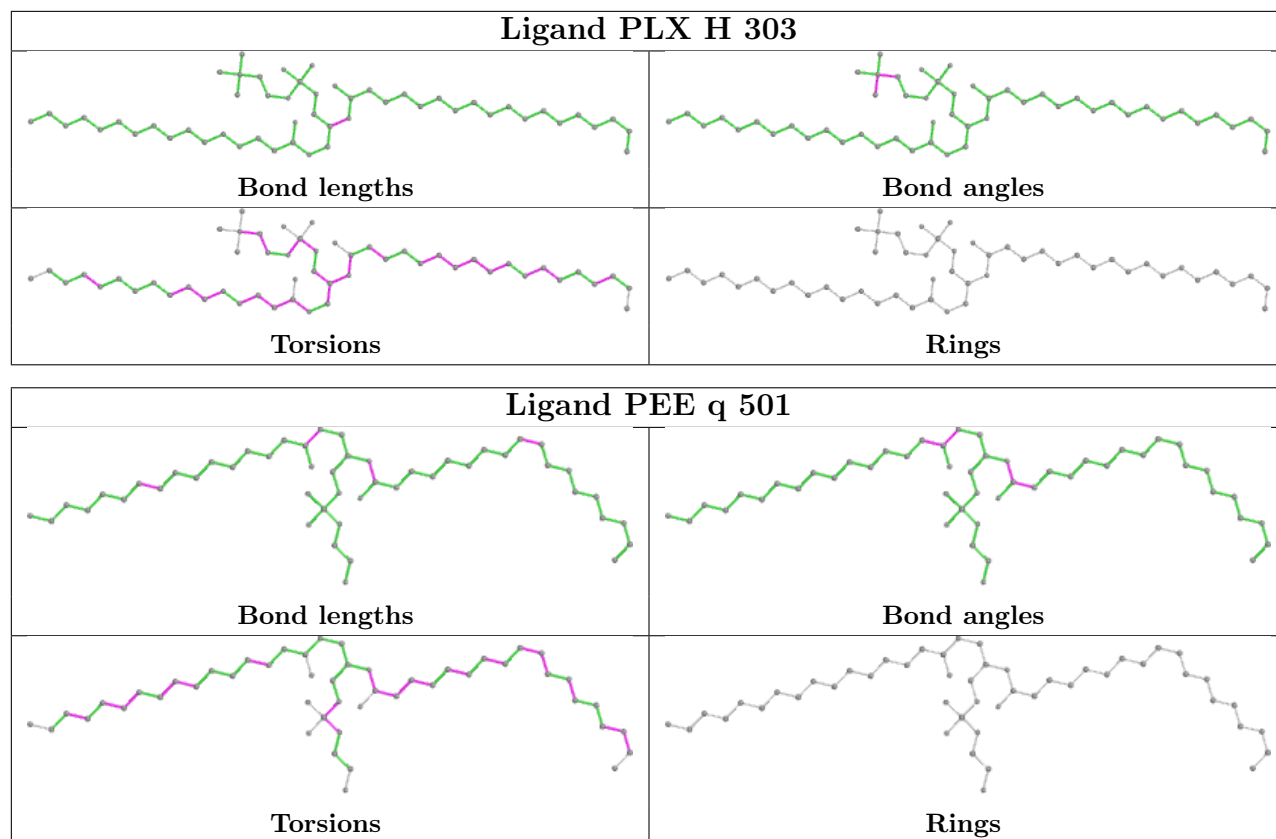 Ligand PLX H 303
Bond lengths
Bond angles
Torsions
Rings
Ligand PEE q 501
Bond lengths
Bond angles
Torsions
Rings